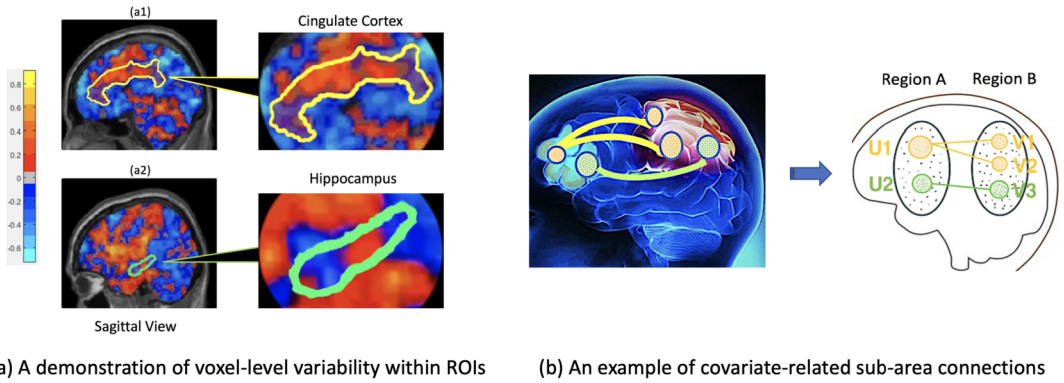 (a1)
Cingulate Cortex
0.8
0.6
0.4
0.2
0
-0.2
-0.4
-0.6
(a2)
Hippocampus
Sagittal View
Region A
Region B
U1
V1
V2
U2
V3
a) A demonstration of voxel-level variability within ROIs
(b) An example of covariate-related sub-area connections